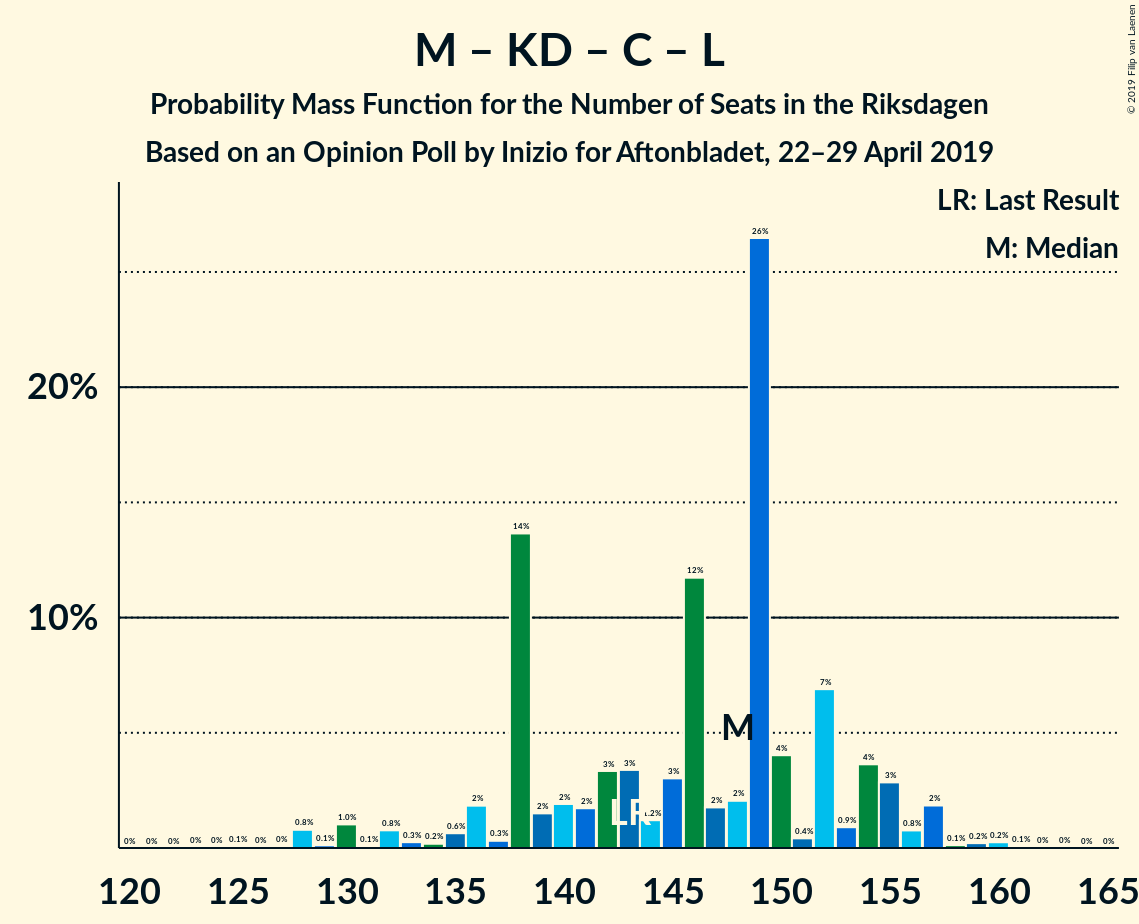 M – KD – C – L
Probability Mass Function for the Number of Seats in the Riksdagen
Based on an Opinion Poll by Inizio for Aftonbladet, 22–29 April 2019
© 2019 Filip van Laenen
LR: Last Result
M: Median
20%
10%
0% 0% 0% 0% 0% 0.1% 0% 0% 0.8% 0.1% 1.0% 0.1% 0.8% 0.3% 0.2% 0.6% 2% 0.3% 14% 2% 2% 2% 3% 3% 1.2% 3% 12% 2% 2% 26% 4% 0.4% 7% 0.9% 4% 3% 0.8% 2% 0.1% 0.2% 0.2% 0.1% 0% 0% 0% 0%
M
LR
120 125 130 135 140 145 150 155 160 165